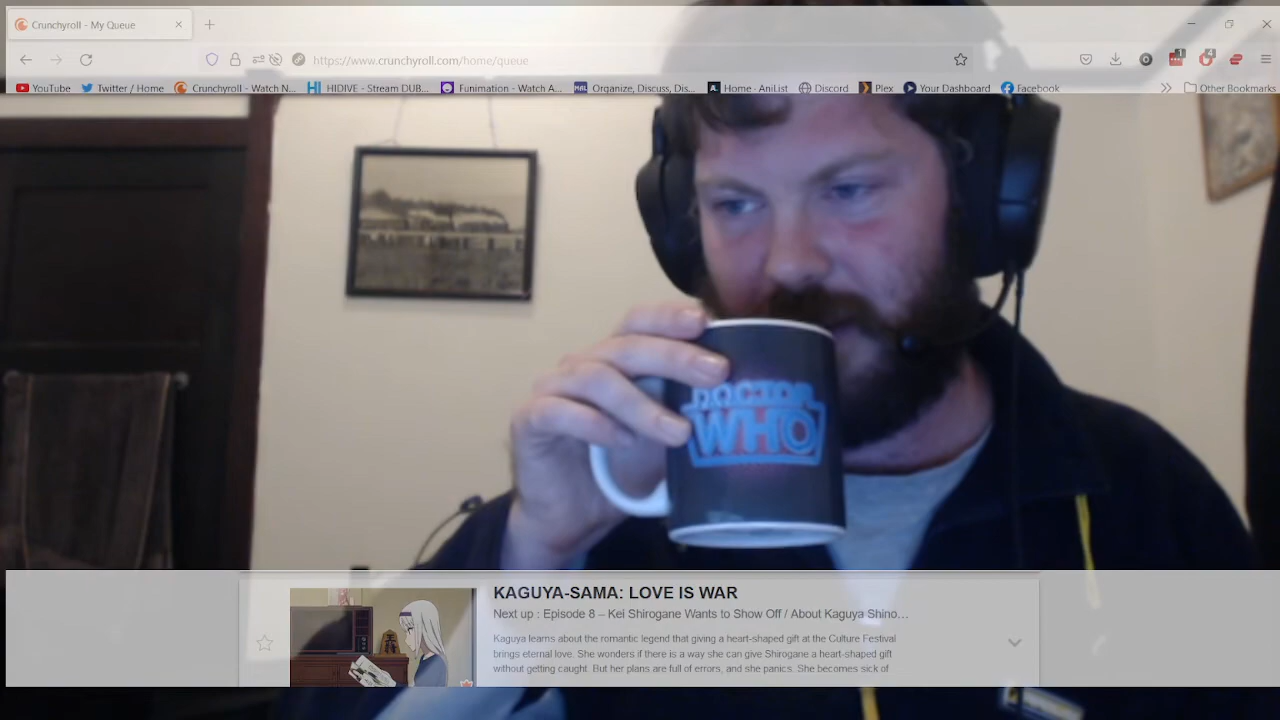 Crunchyroll - My Queue
https://www.crunchyroll.com/home/queue
1
4
YouTube
Twitter / Home
Crunchyroll - Watch N...
HIDIVE - Stream DUB...
Funimation - Watch A...
MAL
Organize, Discuss, Dis...
Home · AniList
Discord
Plex
Your Dashboard
Facebook
Other Bookmarks
DOCTOR
WHO
KAGUYA-SAMA: LOVE IS WAR
Next up : Episode 8 – Kei Shirogane Wants to Show Off / About Kaguya Shino…
Kaguya learns about the romantic legend that giving a heart-shaped gift at the Culture Festival
brings eternal love. She wonders if there is a way she can give Shirogane a heart-shaped gift
without getting caught. But her plans are full of errors, and she panics. She becomes sick of